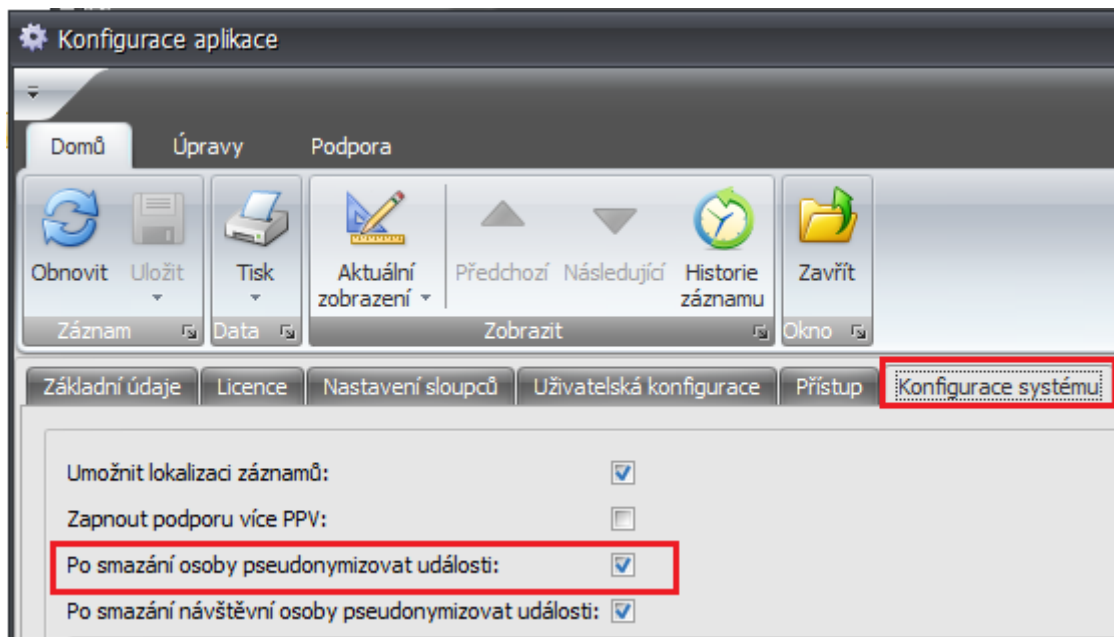 Konfigurace aplikace
Domů Úpravy Podpora
Obnovit Uložit Tisk Aktuální zobrazení Předchozí Následující Historie záznamu Zavřít
Záznam Data Zobrazit Okno
Základní údaje Licence Nastavení sloupců Uživatelská konfigurace Přístup Konfigurace systému
Umožnit lokalizaci záznamů:
Zapnout podporu více PPV:
Po smazání osoby pseudonymizovat události:
Po smazání návštěvní osoby pseudonymizovat události: